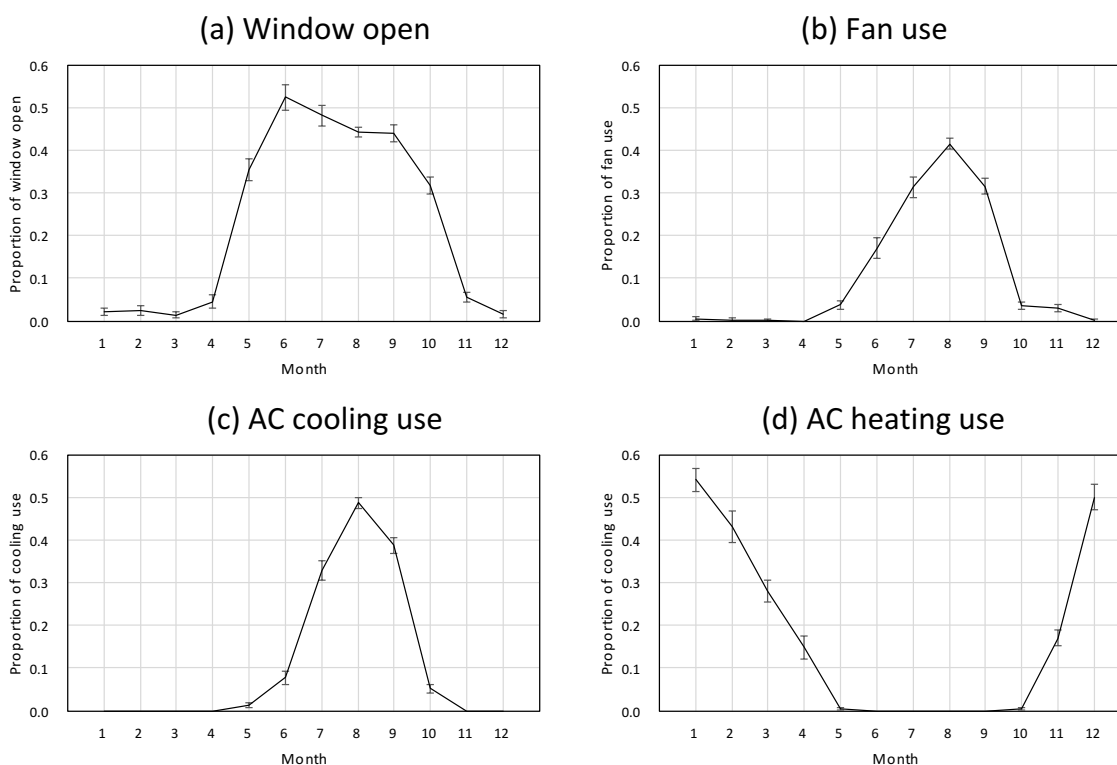 (a) Window open
Proportion of window open
0.6
0.5
0.4
0.3
0.2
0.1
0.0
1 2 3 4 5 6 7 8 9 10 11 12
Month
(b) Fan use
Proportion of fan use
0.6
0.5
0.4
0.3
0.2
0.1
0.0
1 2 3 4 5 6 7 8 9 10 11 12
Month
(c) AC cooling use
Proportion of cooling use
0.6
0.5
0.4
0.3
0.2
0.1
0.0
1 2 3 4 5 6 7 8 9 10 11 12
Month
(d) AC heating use
Proportion of cooling use
0.6
0.5
0.4
0.3
0.2
0.1
0.0
1 2 3 4 5 6 7 8 9 10 11 12
Month